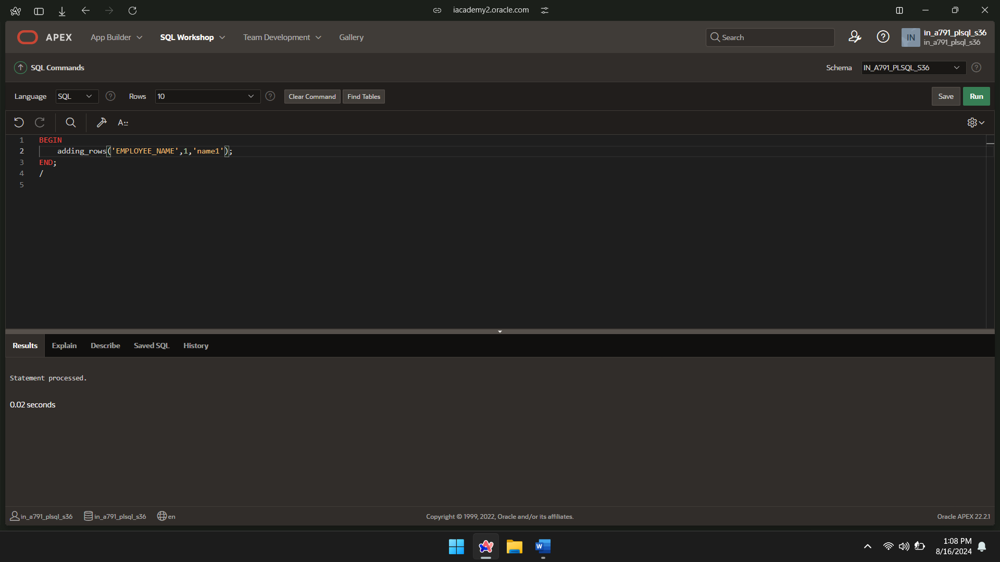 iacademy2.oracle.com
APEX
App Builder
SQL Workshop
Team Development
Gallery
Search
IN
in_a791_plsql_s36
in_a791_plsql_s36
SQL Commands
Schema
IN_A791_PLSQL_S36
Language
SQL
Rows
10
Clear Command
Find Tables
Save
Run
A::
1 BEGIN
2 adding_rows('EMPLOYEE_NAME',1,'name1');
3 END;
4 /
5
Results
Explain
Describe
Saved SQL
History
Statement processed.
0.02 seconds
in_a791_plsql_s36
in_a791_plsql_s36
en
Copyright © 1999, 2022, Oracle and/or its affiliates.
Oracle APEX 22.2.1
W
1:08 PM
8/16/2024